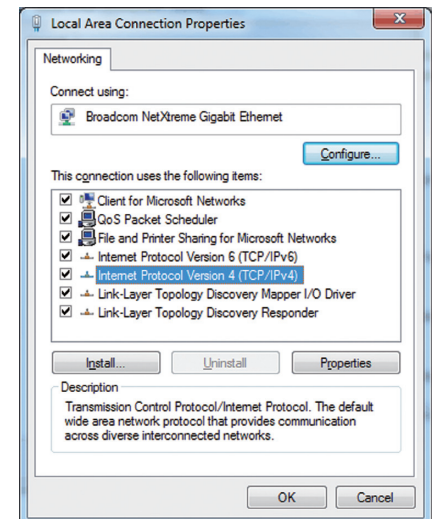 Local Area Connection Properties
Networking
Connect using:
Broadcom NetXtreme Gigabit Ethernet
Configure...
This connection uses the following items:
Client for Microsoft Networks
QoS Packet Scheduler
File and Printer Sharing for Microsoft Networks
Internet Protocol Version 6 (TCP/IPv6)
Internet Protocol Version 4 (TCP/IPv4)
Link-Layer Topology Discovery Mapper I/O Driver
Link-Layer Topology Discovery Responder
Install... Uninstall Properties
Description
Transmission Control Protocol/Internet Protocol. The default
wide area network protocol that provides communication
across diverse interconnected networks.
OK Cancel